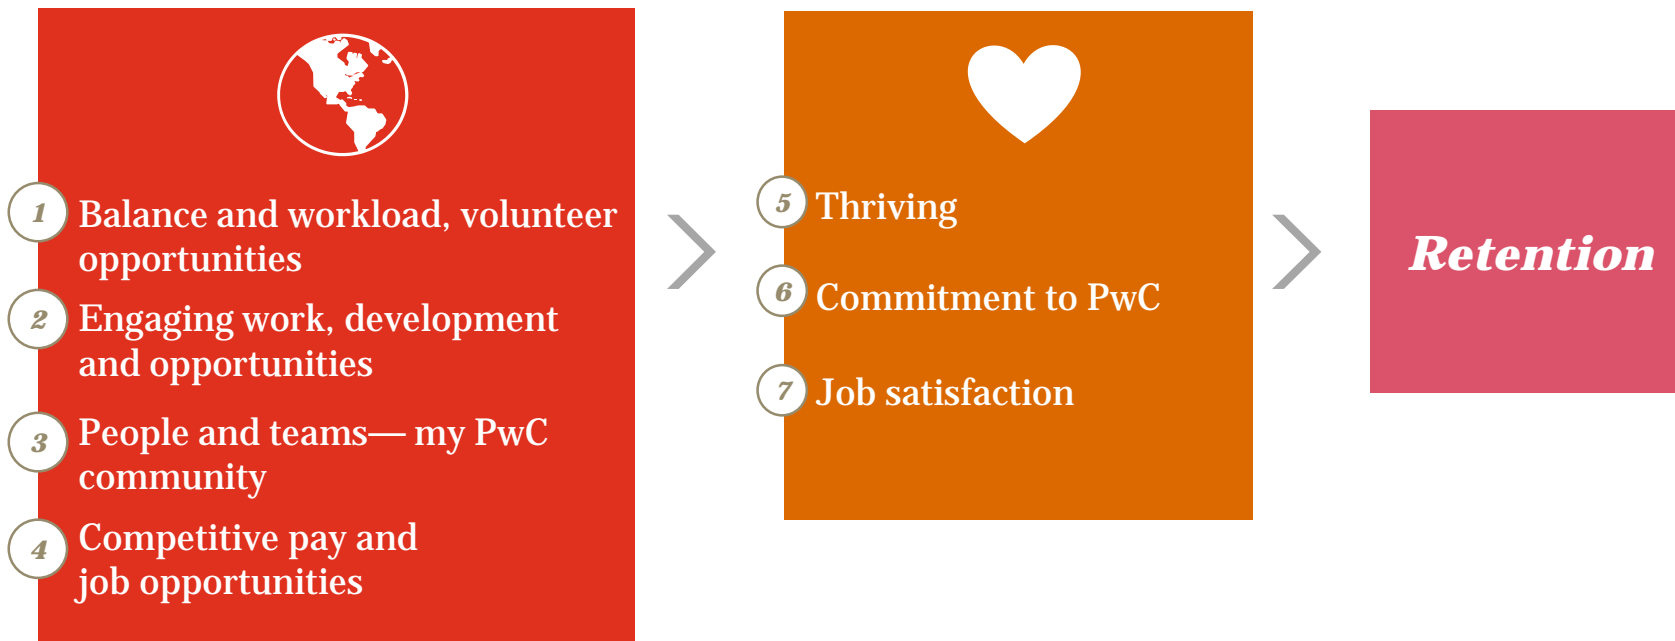 1
Balance and workload, volunteer
opportunities
2
Engaging work, development
and opportunities
3
People and teams— my PwC
community
4
Competitive pay and
job opportunities
5
Thriving
6
Commitment to PwC
7
Job satisfaction
Retention